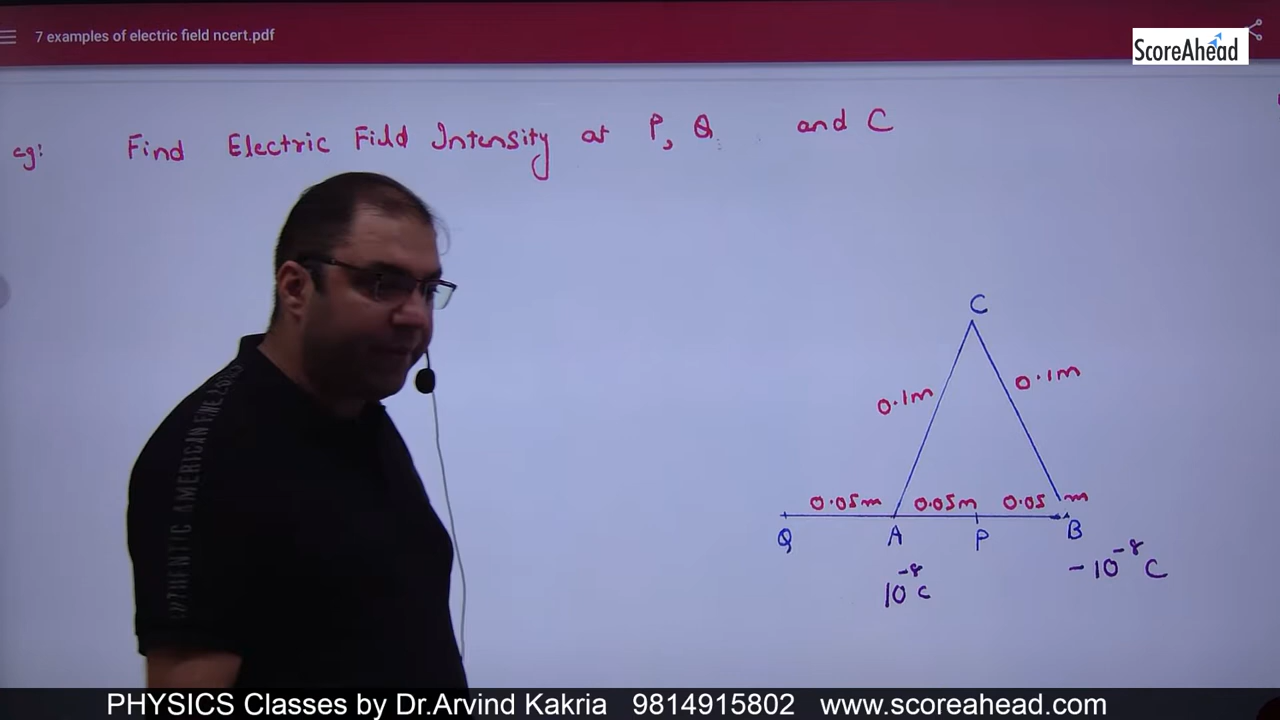 7 examples of electric field ncert.pdf
ScoreAhead
eg: Find Electric Field Intensity at P, Q and C
C
0.1m 0.1m
0.05m 0.05m 0.05 m
Q A P B
10⁻⁸ C -10⁻⁸ C
AUTHENTIC AMERICAN FINE
PHYSICS Classes by Dr.Arvind Kakria 9814915802 www.scoreahead.com